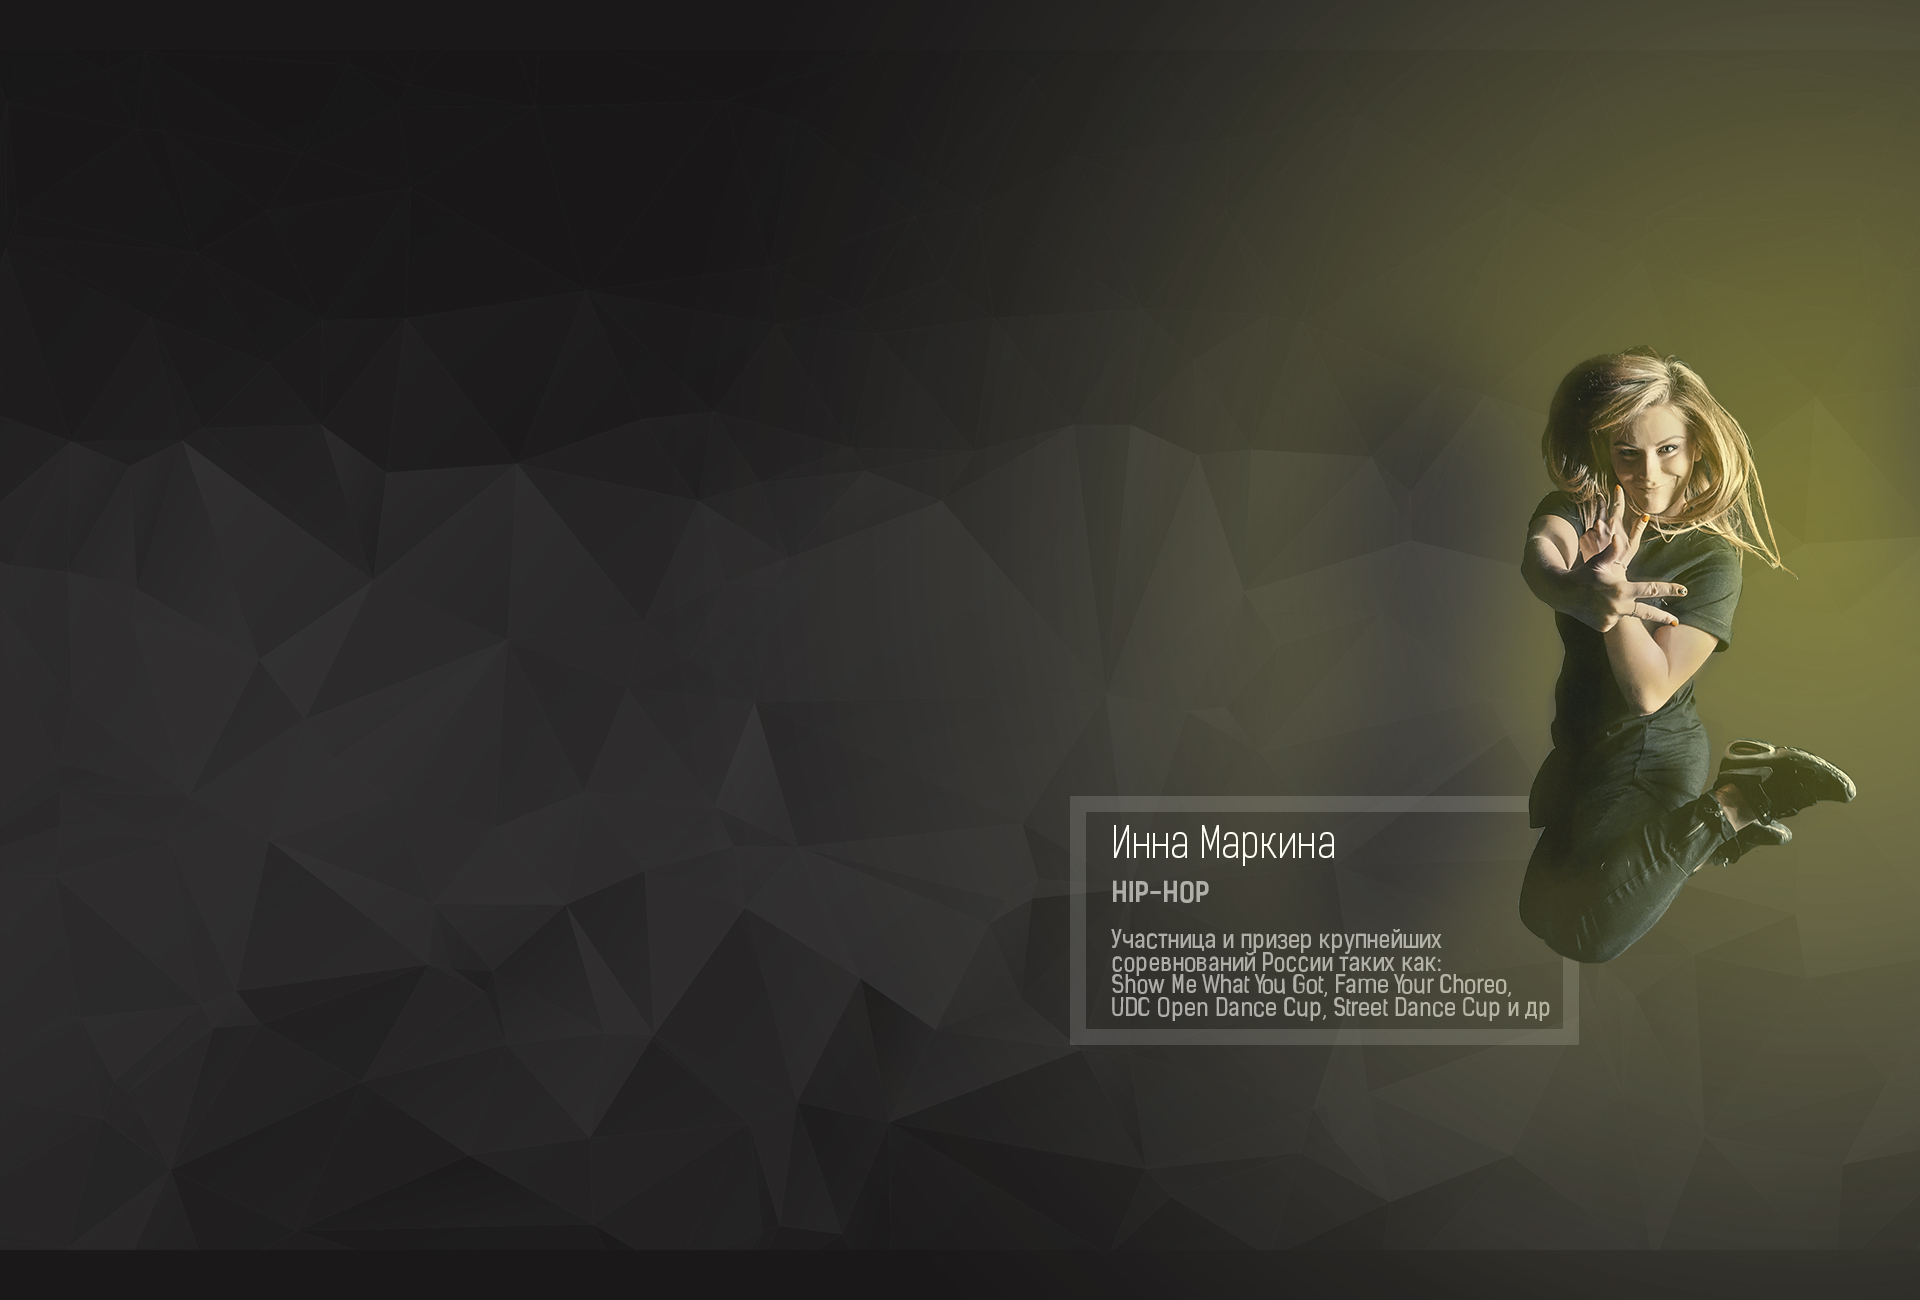 Инна Маркина
HIP-HOP
Участница и призер крупнейших
соревнований России таких как:
Show Me What You Got, Fame Your Choreo,
UDC Open Dance Cup, Street Dance Cup и др